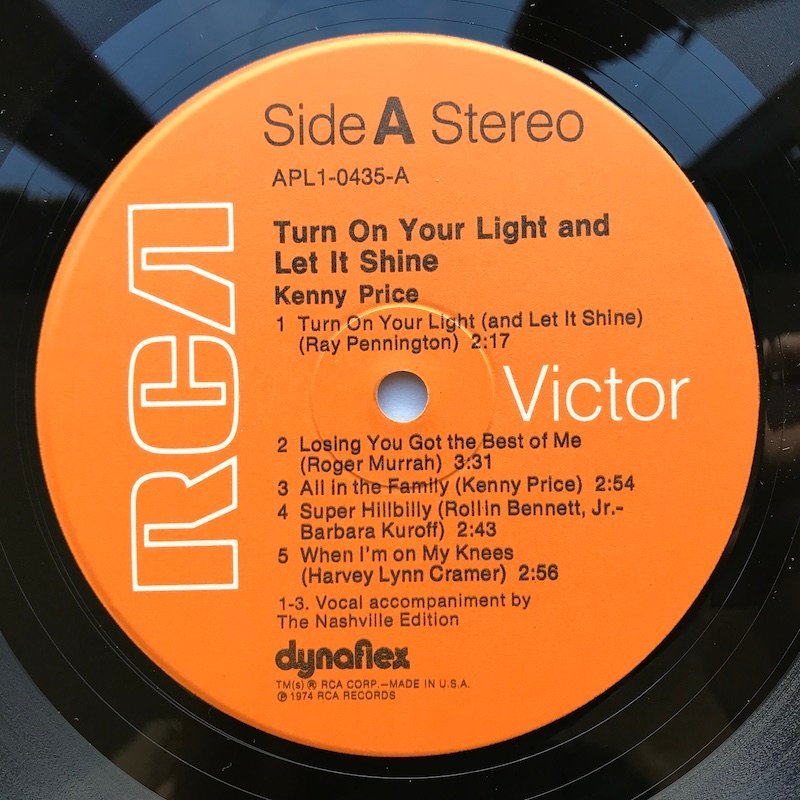 Side A Stereo
APL1-0435-A
Turn On Your Light and
Let It Shine
Kenny Price
1 Turn On Your Light (and Let It Shine)
(Ray Pennington) 2:17
RCA
Victor
2 Losing You Got the Best of Me
(Roger Murrah) 3:31
3 All in the Family (Kenny Price) 2:54
4 Super Hillbilly (Rollin Bennett, Jr.-
Barbara Kuroff) 2:43
5 When I'm on My Knees
(Harvey Lynn Cramer) 2:56
1-3. Vocal accompaniment by
The Nashville Edition
dynaflex
TM(s) ® RCA CORP.—MADE IN U.S.A.
℗ 1974 RCA RECORDS